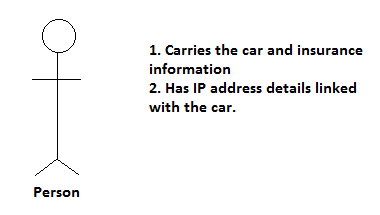 1. Carries the car and insurance
information
2. Has IP address details linked
with the car.
Person